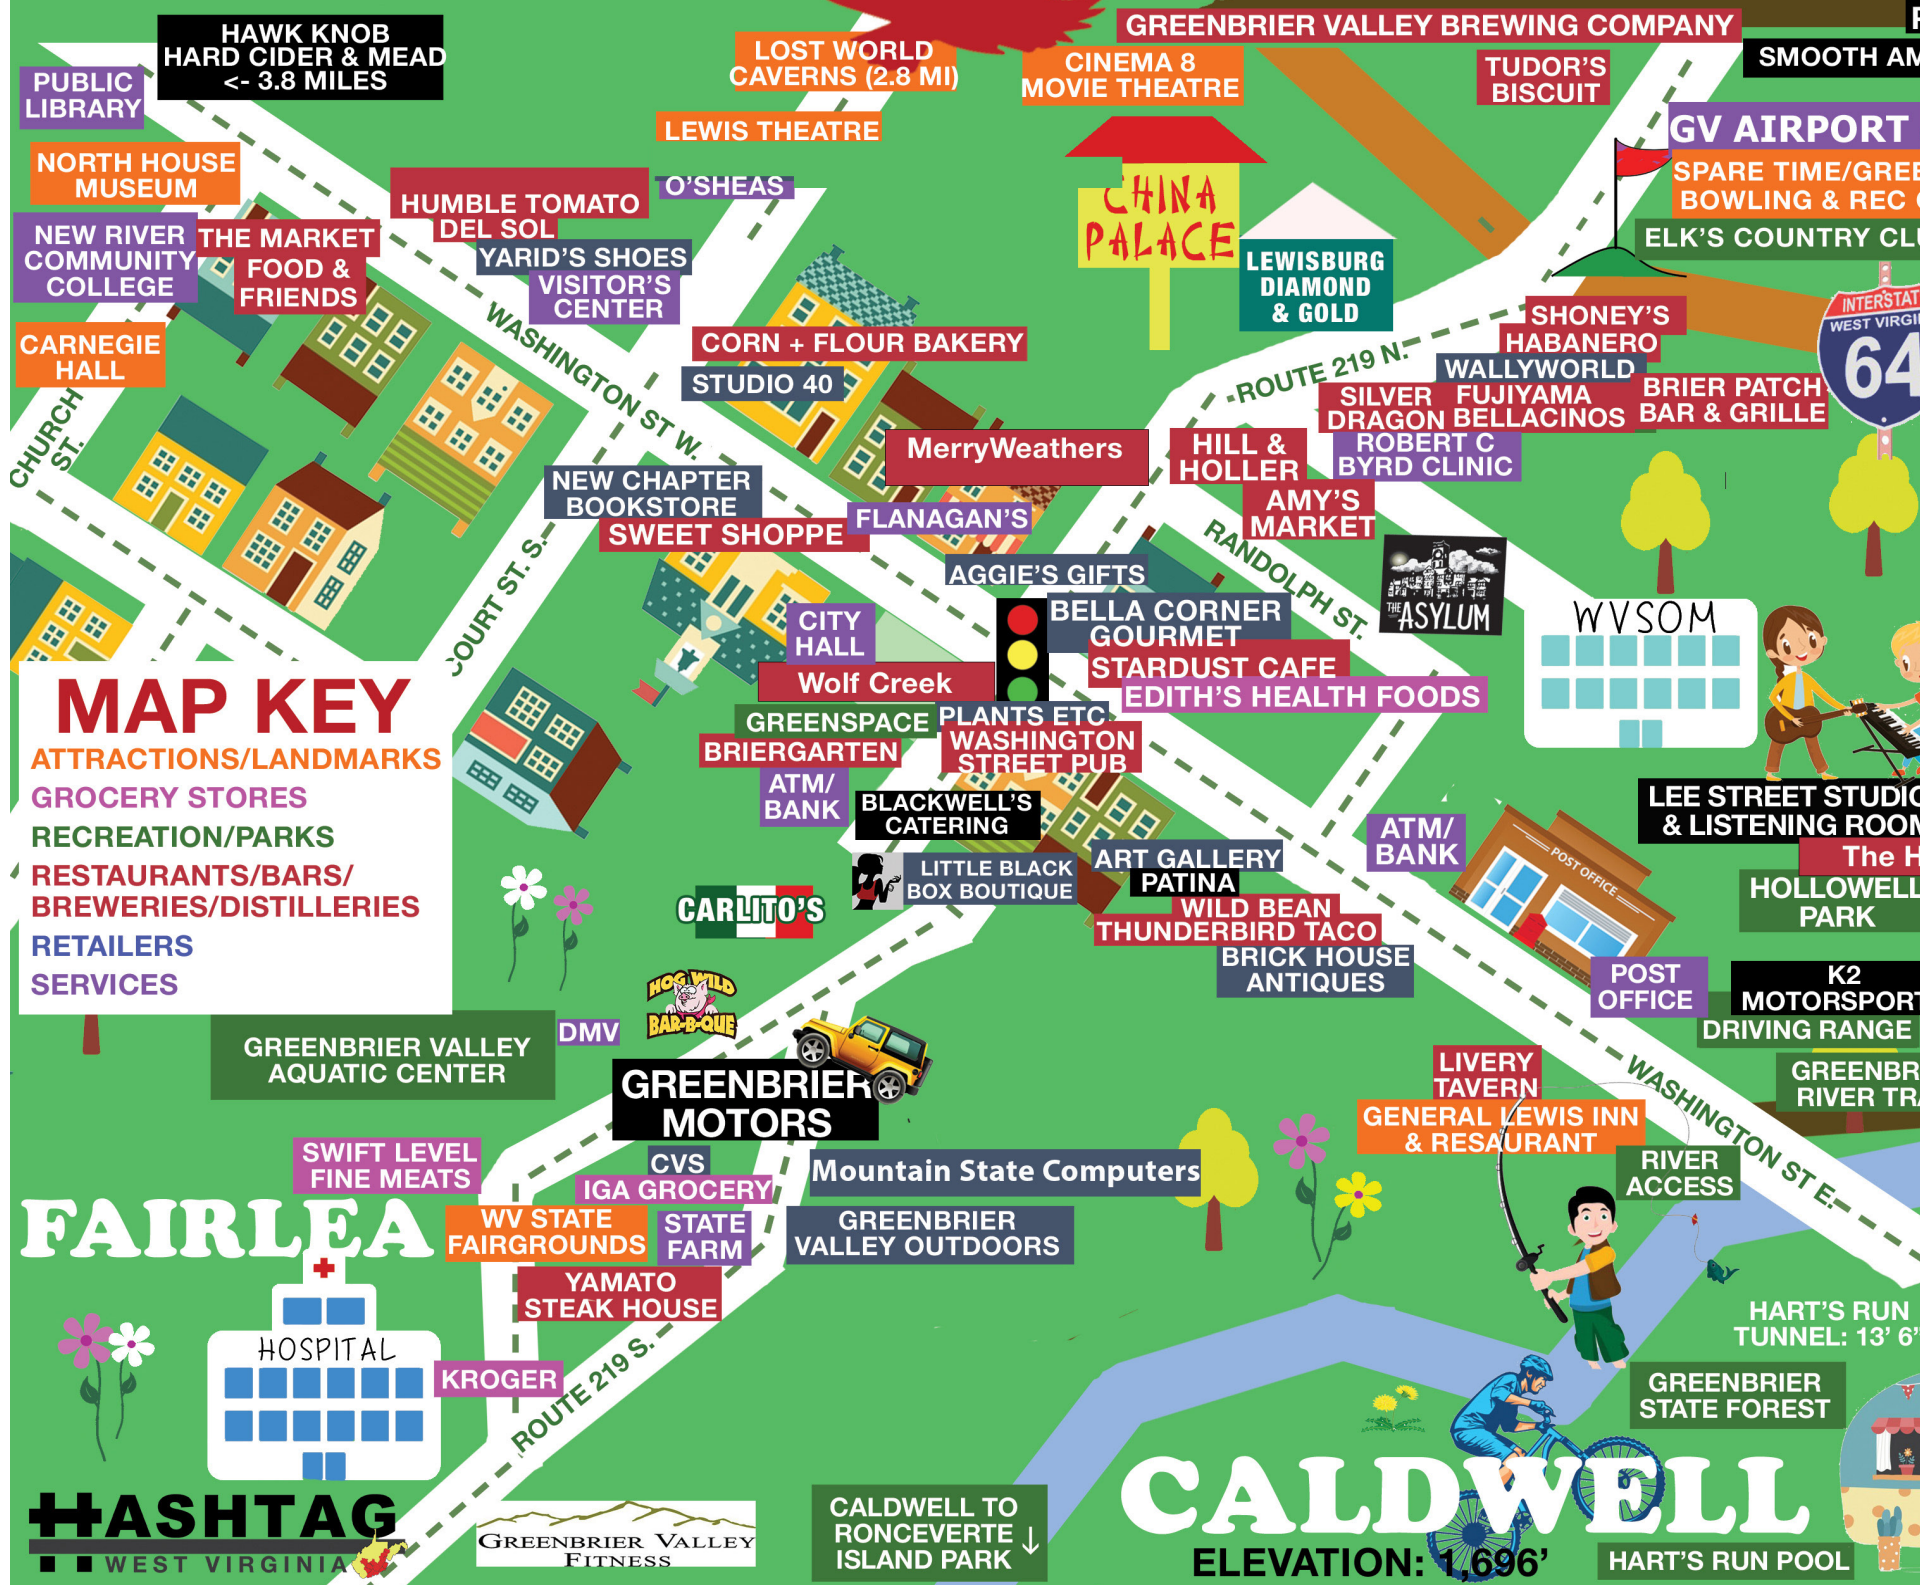 HAWK KNOB
HARD CIDER & MEAD
<- 3.8 MILES
PUBLIC
LIBRARY
NORTH HOUSE
MUSEUM
NEW RIVER
COMMUNITY
COLLEGE
THE MARKET
FOOD &
FRIENDS
CARNEGIE
HALL
CHURCH
ST.
HUMBLE TOMATO
DEL SOL
O'SHEAS
YARID'S SHOES
VISITOR'S
CENTER
LOST WORLD
CAVERNS (2.8 MI)
LEWIS THEATRE
WASHINGTON ST W.
CORN + FLOUR BAKERY
STUDIO 40
GREENBRIER VALLEY BREWING COMPANY
CINEMA 8
MOVIE THEATRE
TUDOR'S
BISCUIT
SMOOTH AM
GV AIRPORT
SPARE TIME/GREE
BOWLING & REC
ELK'S COUNTRY CLU
CHINA
PALACE
LEWISBURG
DIAMOND
& GOLD
INTERSTAT
WEST VIRGI
64
ROUTE 219 N.
SHONEY'S
HABANERO
WALLYWORLD
SILVER
DRAGON
FUJIYAMA
BELLACINOS
BRIER PATCH
BAR & GRILLE
ROBERT C
BYRD CLINIC
MerryWeathers
HILL &
HOLLER
AMY'S
MARKET
NEW CHAPTER
BOOKSTORE
SWEET SHOPPE
FLANAGAN'S
COURT ST. S.
AGGIE'S GIFTS
RANDOLPH ST.
THE
ASYLUM
WVSOM
CITY
HALL
BELLA CORNER
GOURMET
STARDUST CAFE
EDITH'S HEALTH FOODS
Wolf Creek
GREENSPACE
PLANTS ETC
BRIERGARTEN
WASHINGTON
STREET PUB
ATM/
BANK
BLACKWELL'S
CATERING
LITTLE BLACK
BOX BOUTIQUE
ART GALLERY
PATINA
WILD BEAN
THUNDERBIRD TACO
BRICK HOUSE
ANTIQUES
ATM/
BANK
POST OFFICE
POST
OFFICE
LEE STREET STUDIO
& LISTENING ROOM
The H
HOLLOWELL
PARK
K2
MOTORSPORT
DRIVING RANGE
GREENBR
RIVER TRA
MAP KEY
ATTRACTIONS/LANDMARKS
GROCERY STORES
RECREATION/PARKS
RESTAURANTS/BARS/
BREWERIES/DISTILLERIES
RETAILERS
SERVICES
CARLITO'S
HOG WILD
BAR-B-QUE
GREENBRIER VALLEY
AQUATIC CENTER
DMV
GREENBRIER
MOTORS
LIVERY
TAVERN
GENERAL LEWIS INN
& RESAURANT
WASHINGTON ST E.
RIVER
ACCESS
SWIFT LEVEL
FINE MEATS
CVS
IGA GROCERY
Mountain State Computers
FAIRLEA
WV STATE
FAIRGROUNDS
STATE
FARM
GREENBRIER
VALLEY OUTDOORS
YAMATO
STEAK HOUSE
HOSPITAL
KROGER
ROUTE 219 S.
HART'S RUN
TUNNEL: 13' 6"
GREENBRIER
STATE FOREST
HASHTAG
WEST VIRGINIA
GREENBRIER VALLEY
FITNESS
CALDWELL TO
RONCEVERTE
ISLAND PARK ↓
CALDWELL
ELEVATION: 1,696'
HART'S RUN POOL